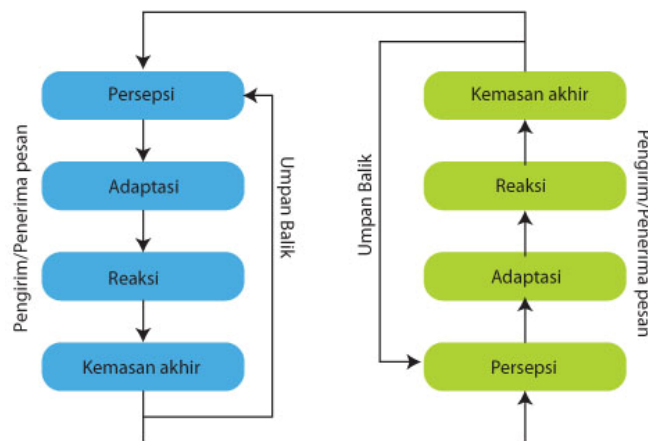 Pengirim/Penerima pesan
Persepsi
Adaptasi
Reaksi
Kemasan akhir
Umpan Balik
Umpan Balik
Kemasan akhir
Reaksi
Adaptasi
Persepsi
Pengirim/Penerima pesan